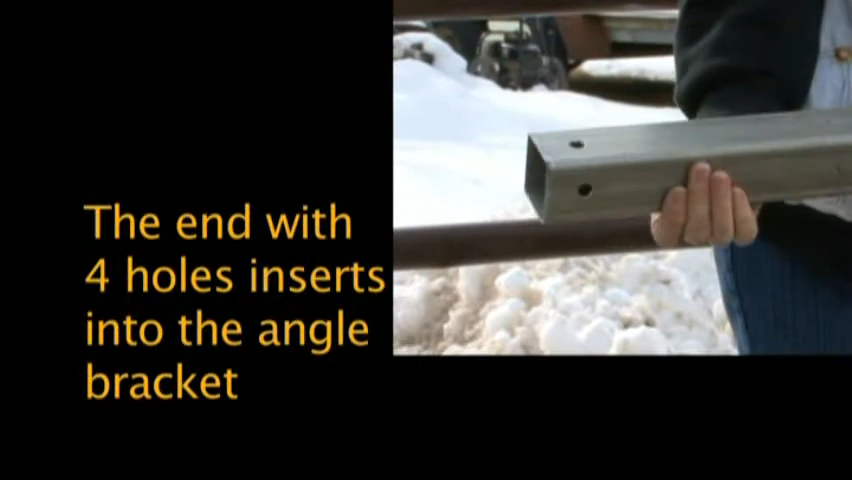 The end with
4 holes inserts
into the angle
bracket